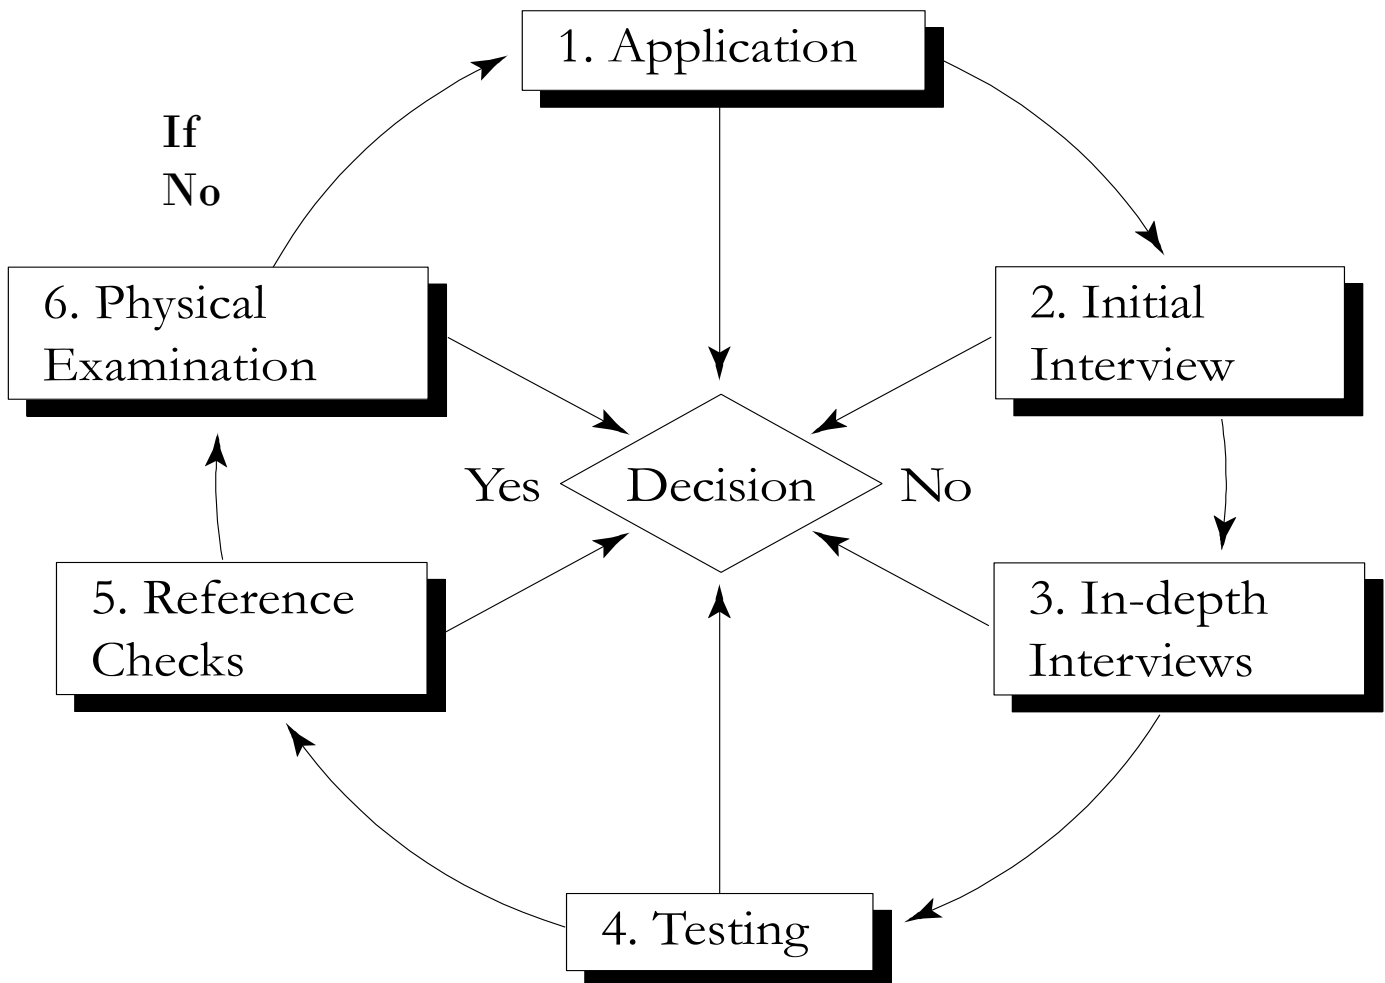 1. Application
If
No
6. Physical
Examination
2. Initial
Interview
Yes
Decision
No
5. Reference
Checks
3. In-depth
Interviews
4. Testing